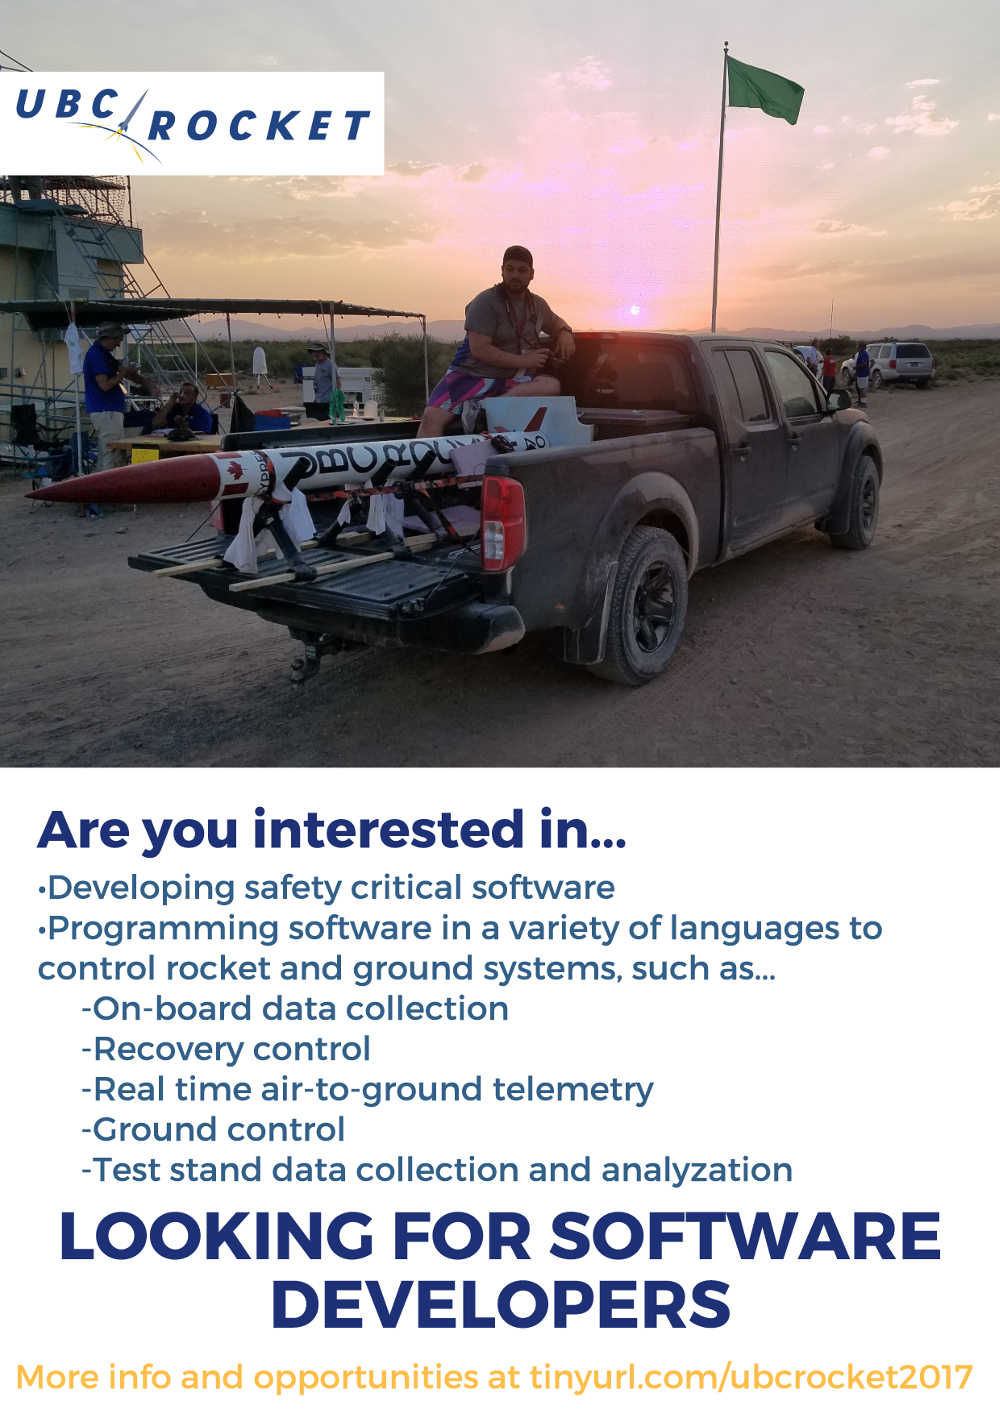 UBC ROCKET
UBC ROCK
Are you interested in...
•Developing safety critical software
•Programming software in a variety of languages to
control rocket and ground systems, such as...
-On-board data collection
-Recovery control
-Real time air-to-ground telemetry
-Ground control
-Test stand data collection and analyzation
LOOKING FOR SOFTWARE
DEVELOPERS
More info and opportunities at tinyurl.com/ubcrocket2017